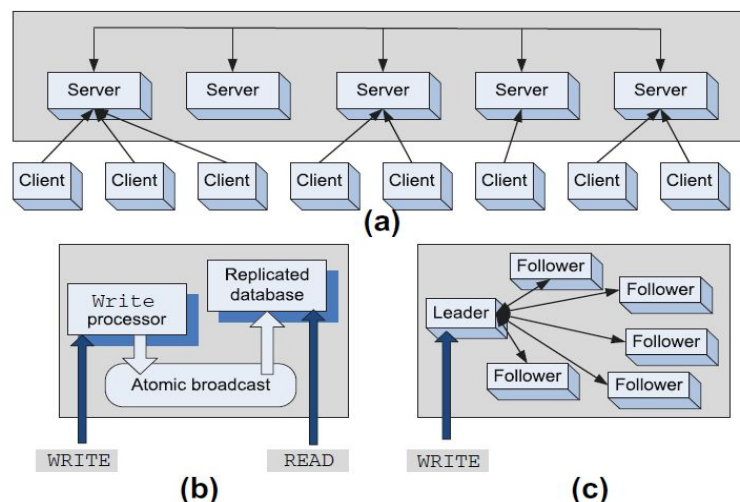 Server
Server
Server
Server
Server
Client
Client
Client
Client
Client
Client
Client
Client
(a)
Write
processor
Replicated
database
Atomic broadcast
WRITE
READ
(b)
Follower
Follower
Leader
Follower
Follower
Follower
WRITE
(c)